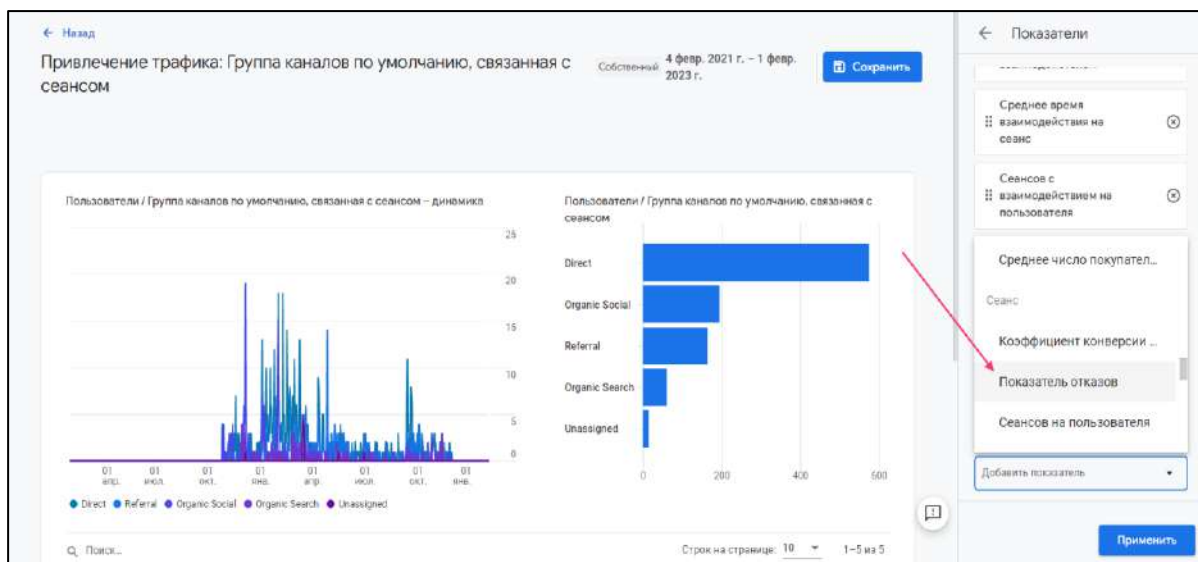 ← Назад
Привлечение трафика: Группа каналов по умолчанию, связанная с
сеансом
Собственный
4 февр. 2021 г. – 1 февр.
2023 г.
Сохранить
Пользователи / Группа каналов по умолчанию, связанная с сеансом – динамика
25
20
15
10
5
0
01 апр.
01 июл.
01 окт.
01 янв.
01 апр.
01 июл.
01 окт.
01 янв.
Direct Referral Organic Social Organic Search Unassigned
Пользователи / Группа каналов по умолчанию, связанная с
сеансом
Direct
Organic Social
Referral
Organic Search
Unassigned
0 200 400 600
Поиск...
Строк на странице: 10 1–5 из 5
← Показатели
Среднее время
взаимодействия на
сеанс
Сеансов с
взаимодействием на
пользователя
Среднее число покупател...
Сеанс
Коэффициент конверсии ...
Показатель отказов
Сеансов на пользователя
Добавить показатель
Применить